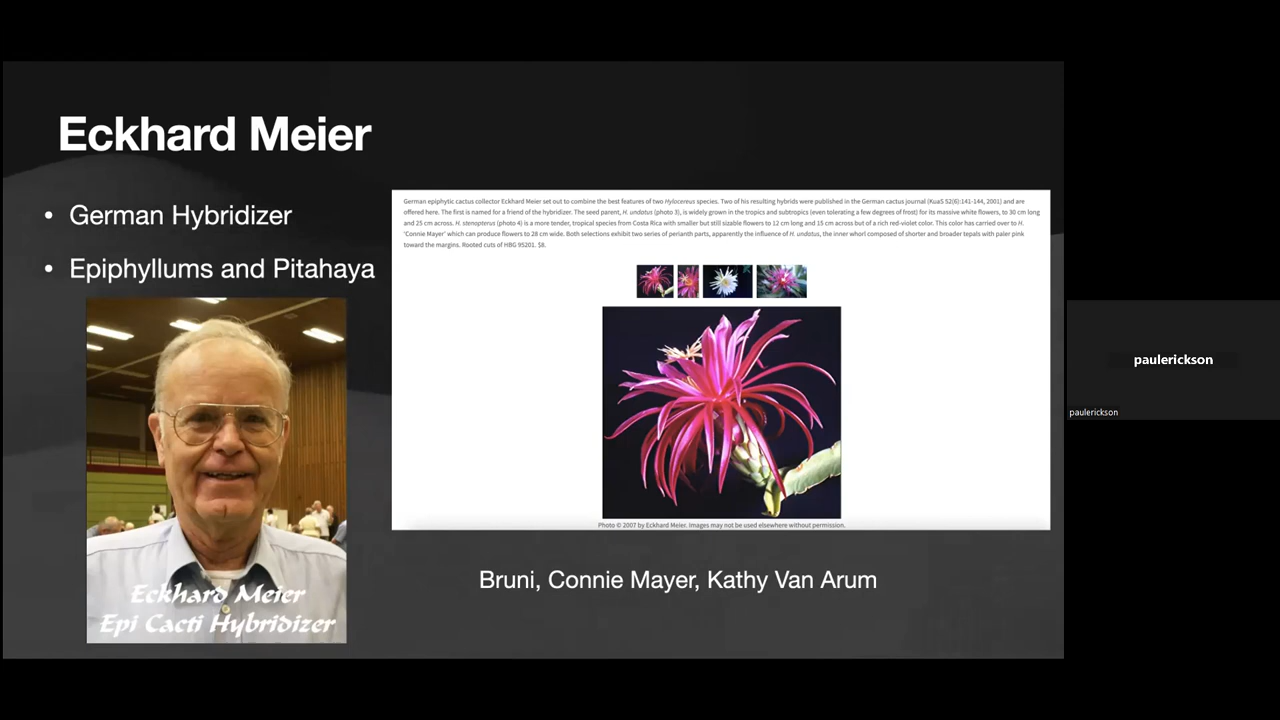 Eckhard Meier
• German Hybridizer
• Epiphyllums and Pitahaya
Eckhard Meier
Epi Cacti Hybridizer
German epiphytic cactus collector Eckhard Meier set out to combine the best features of two Hylocereus species. Two of his resulting hybrids were published in the German cactus journal (KuaS 52(6):141-144, 2001) and are
offered here. The first is named for a friend of the hybridizer. The seed parent, H. undatus (photo 3), is widely grown in the tropics and subtropics (even tolerating a few degrees of frost) for its massive white flowers, to 30 cm long
and 25 cm across. H. stenopterus (photo 4) is a more tender, tropical species from Costa Rica with smaller but still sizable flowers to 12 cm long and 15 cm across but of a rich red-violet color. This color has carried over to H.
'Connie Mayer' which can produce flowers to 28 cm wide. Both selections exhibit two series of perianth parts, apparently the influence of H. undatus, the inner whorl composed of shorter and broader tepals with paler pink
toward the margins. Rooted cuts of HBG 95201. $8.
Photo © 2007 by Eckhard Meier. Images may not be used elsewhere without permission.
Bruni, Connie Mayer, Kathy Van Arum
paulerickson
paulerickson